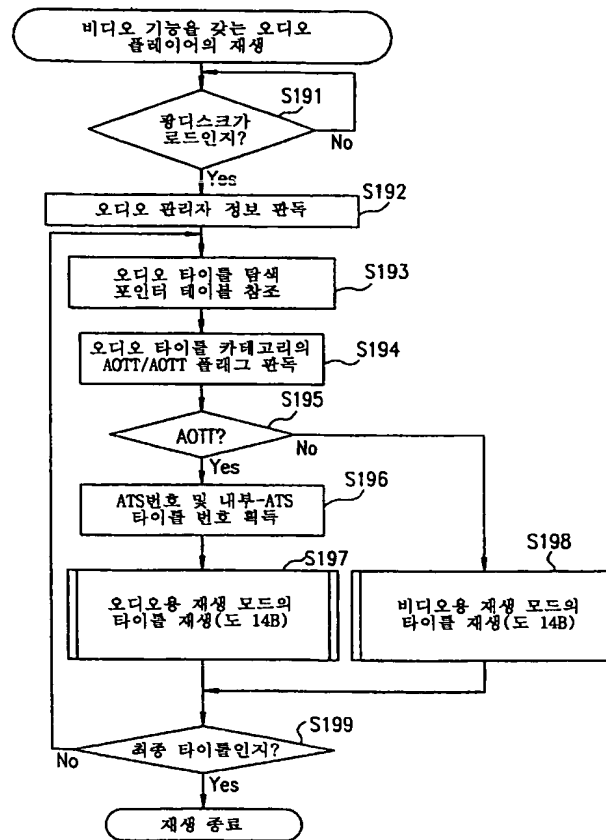 비디오 기능을 갖는 오디오
플레이어의 재생
S191
광디스크가
로드인지?
No
Yes
S192
오디오 관리자 정보 판독
S193
오디오 타이틀 탐색
포인터 테이블 참조
S194
오디오 타이틀 카테고리의
AOTT/AOTT 플래그 판독
S195
AOTT?
No
Yes
S196
ATS번호 및 내부-ATS
타이틀 번호 획득
S197
오디오용 재생 모드의
타이틀 재생(도 14B)
S198
비디오용 재생 모드의
타이틀 재생(도 14B)
S199
최종 타이틀인지?
No
Yes
재생 종료